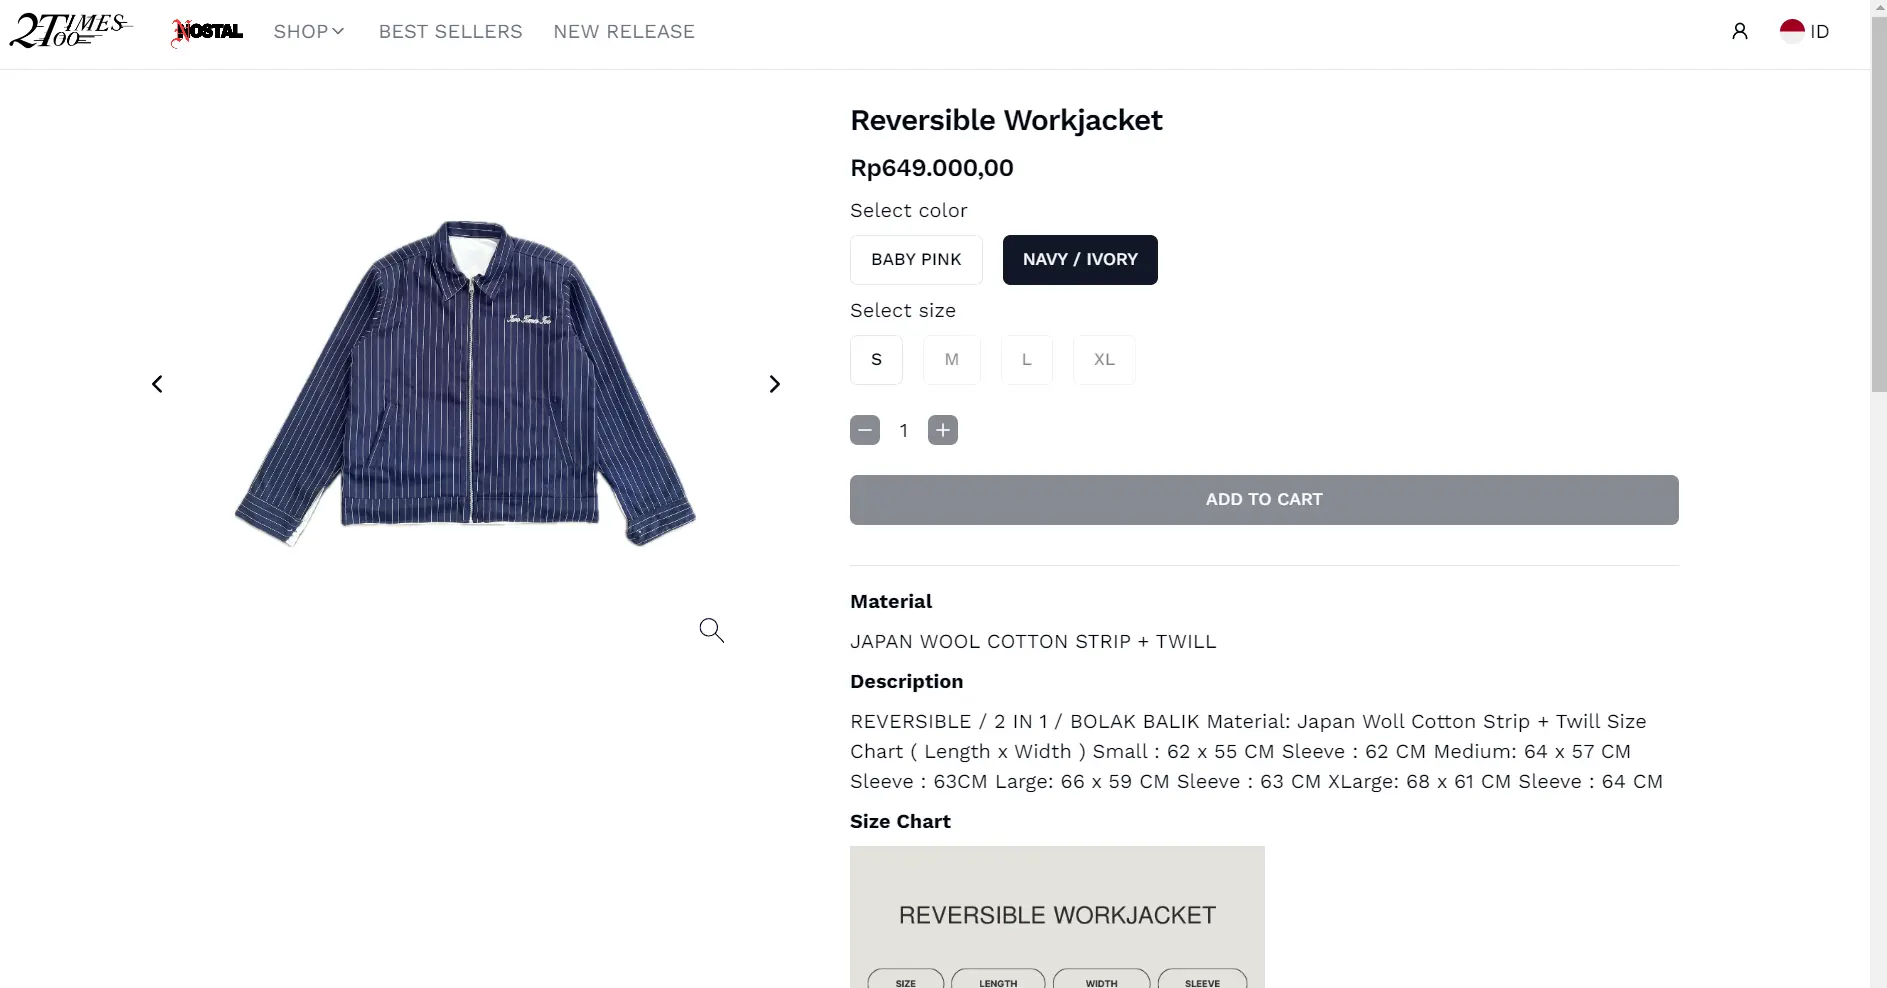 2TIMES TOO
NOSTAL
SHOP
BEST SELLERS
NEW RELEASE
ID
Reversible Workjacket
Rp649.000,00
Select color
BABY PINK
NAVY / IVORY
Select size
S
M
L
XL
1
ADD TO CART
Two Times Too
Material
JAPAN WOOL COTTON STRIP + TWILL
Description
REVERSIBLE / 2 IN 1 / BOLAK BALIK Material: Japan Woll Cotton Strip + Twill Size
Chart ( Length x Width ) Small : 62 x 55 CM Sleeve : 62 CM Medium: 64 x 57 CM
Sleeve : 63CM Large: 66 x 59 CM Sleeve : 63 CM XLarge: 68 x 61 CM Sleeve : 64 CM
Size Chart
REVERSIBLE WORKJACKET
SIZE
LENGTH
WIDTH
SLEEVE